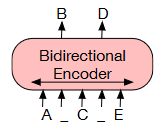 B D
Bidirectional
Encoder
A _ C _ E